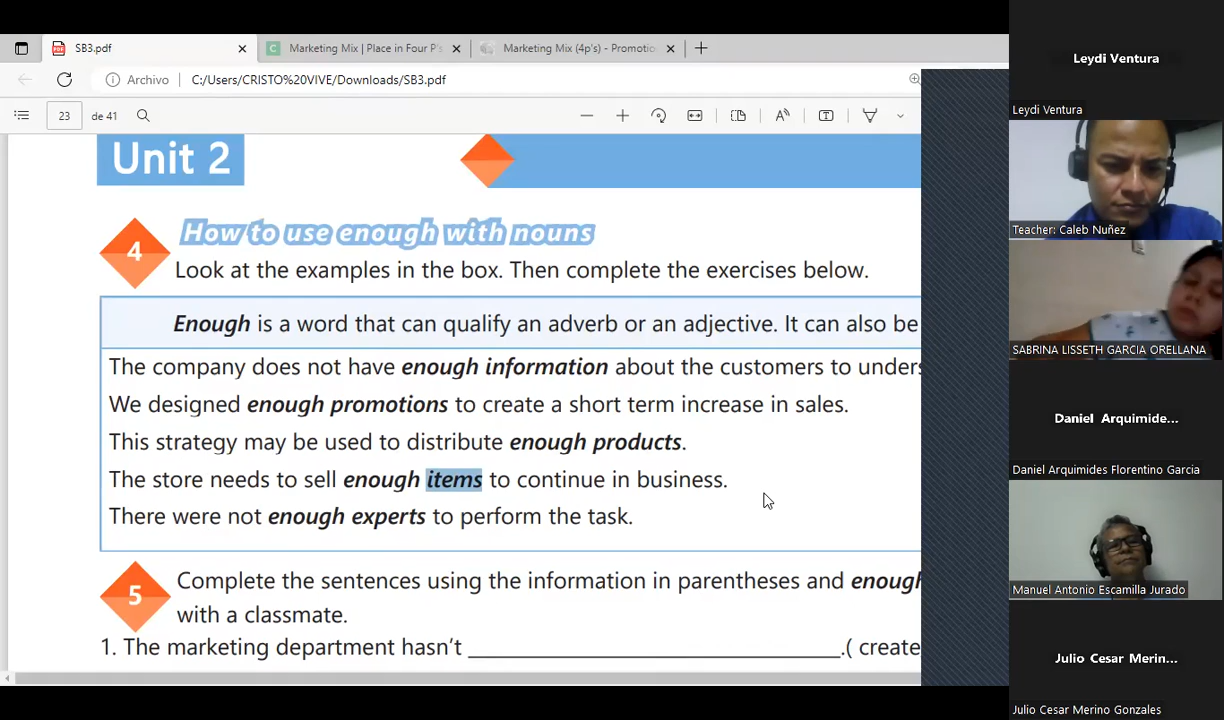 SB3.pdf
Marketing Mix | Place in Four P's
Marketing Mix (4p's) - Promotio
Archivo
C:/Users/CRISTO%20VIVE/Downloads/SB3.pdf
23 de 41
Unit 2
4
How to use enough with nouns
Look at the examples in the box. Then complete the exercises below.
Enough is a word that can qualify an adverb or an adjective. It can also be
The company does not have enough information about the customers to unders
We designed enough promotions to create a short term increase in sales.
This strategy may be used to distribute enough products.
The store needs to sell enough items to continue in business.
There were not enough experts to perform the task.
5
Complete the sentences using the information in parentheses and enough
with a classmate.
1. The marketing department hasn't ______________________________.( create
Leydi Ventura
Leydi Ventura
Teacher: Caleb Nuñez
SABRINA LISSETH GARCIA ORELLANA
Daniel Arquimide...
Daniel Arquimides Florentino Garcia
Manuel Antonio Escamilla Jurado
Julio Cesar Merin...
Julio Cesar Merino Gonzales